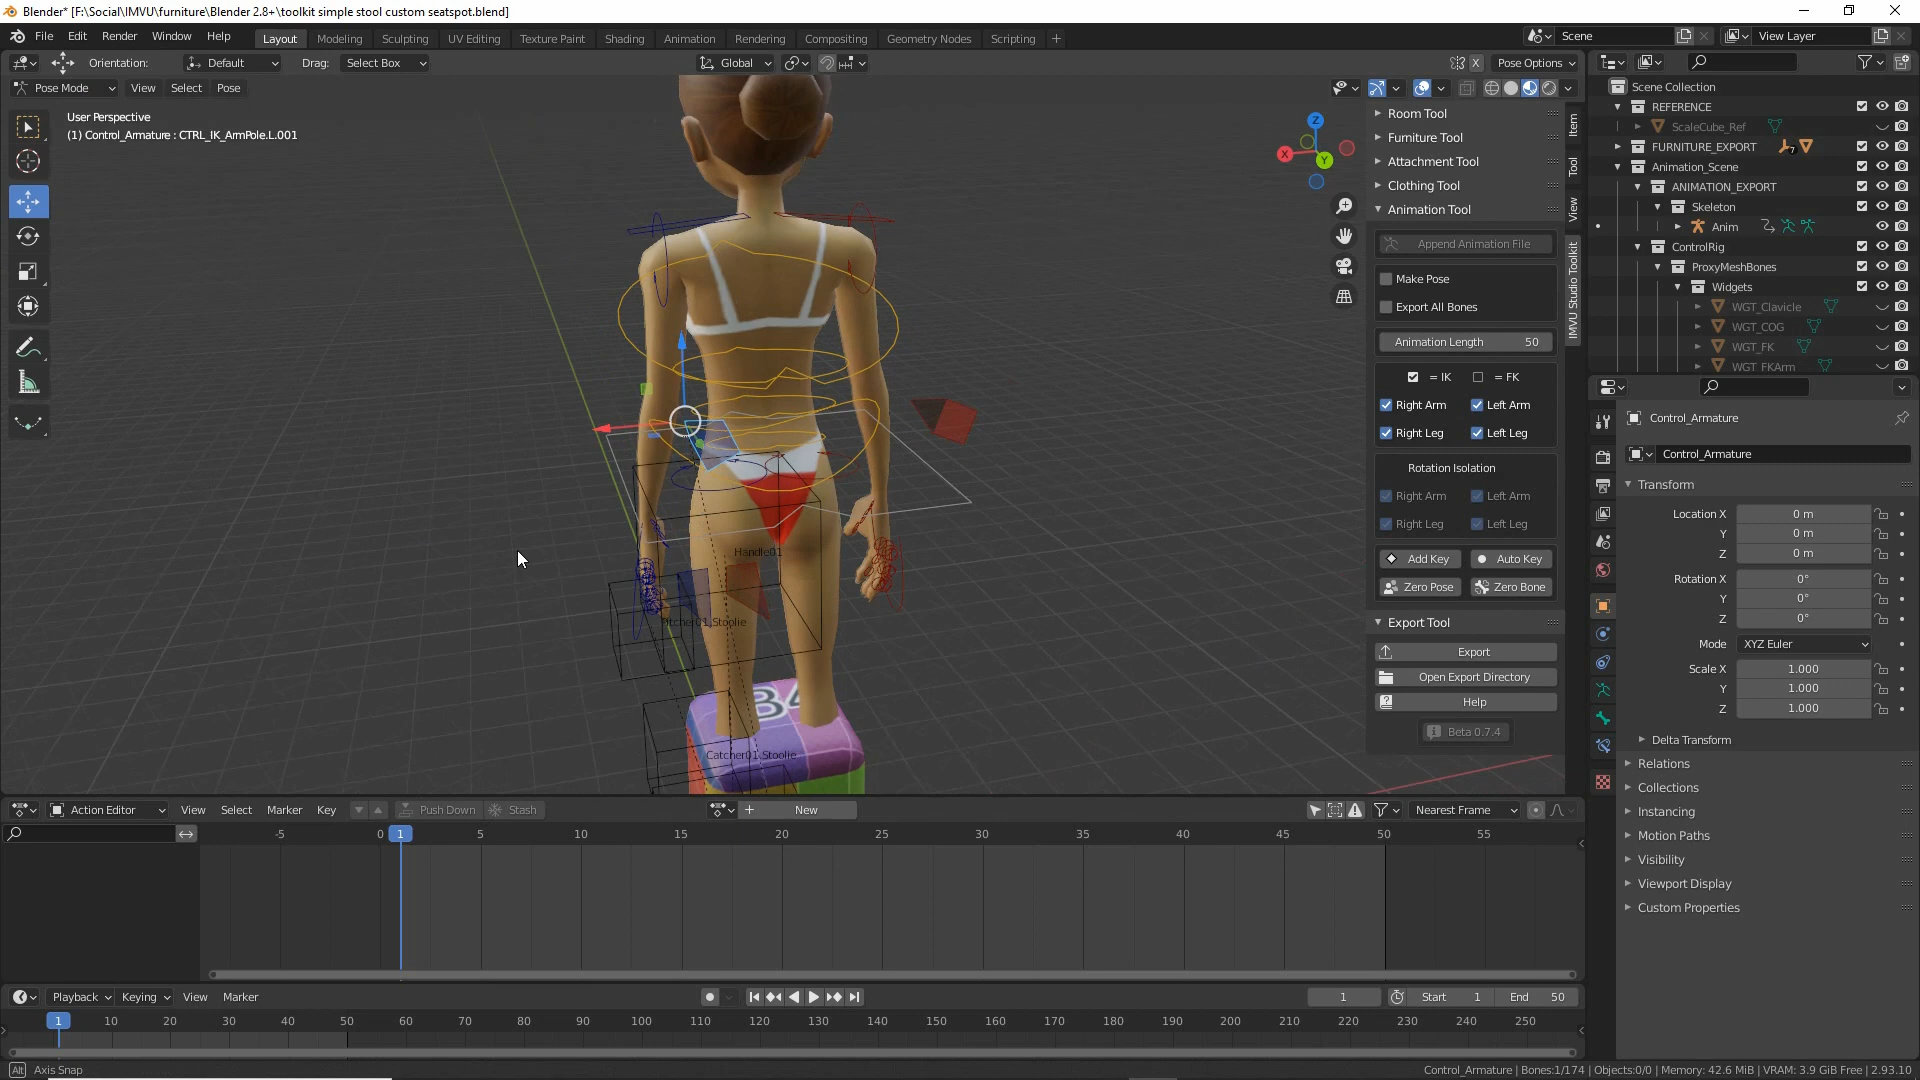 Blender* [F:\Social\IMVU\furniture\Blender 2.8+\toolkit simple stool custom seatspot.blend]
File Edit Render Window Help Layout Modeling Sculpting UV Editing Texture Paint Shading Animation Rendering Compositing Geometry Nodes Scripting + Scene View Layer
Orientation: Default Drag: Select Box Global X Pose Options
Pose Mode View Select Pose
User Perspective
(1) Control_Armature : CTRL_IK_ArmPole.L.001
Z
X
Y
Handle01
Catcher01.Stoolie
Room Tool
Furniture Tool
Attachment Tool
Clothing Tool
Animation Tool
Append Animation File
Make Pose
Export All Bones
Animation Length 50
= IK = FK
Right Arm Left Arm
Right Leg Left Leg
Rotation Isolation
Right Arm Left Arm
Right Leg Left Leg
Add Key Auto Key
Zero Pose Zero Bone
Export Tool
Export
Open Export Directory
Help
Beta 0.7.4
Item
Tool
View
IMVU Studio Toolkit
Scene Collection
REFERENCE
ScaleCube_Ref
FURNITURE_EXPORT 7
Animation_Scene
ANIMATION_EXPORT
Skeleton
Anim
ControlRig
ProxyMeshBones
Widgets
WGT_Clavicle
WGT_COG
WGT_FK
WGT_FKArm
Control_Armature
Control_Armature
Transform
Location X 0 m
Y 0 m
Z 0 m
Rotation X 0°
Y 0°
Z 0°
Mode XYZ Euler
Scale X 1.000
Y 1.000
Z 1.000
Delta Transform
Relations
Collections
Instancing
Motion Paths
Visibility
Viewport Display
Custom Properties
Action Editor View Select Marker Key Push Down Stash New Nearest Frame
-5 0 1 5 10 15 20 25 30 35 40 45 50 55
Playback Keying View Marker 1 Start 1 End 50
1 10 20 30 40 50 60 70 80 90 100 110 120 130 140 150 160 170 180 190 200 210 220 230 240 250
Alt Axis Snap
Control_Armature | Bones:1/174 | Objects:0/0 | Memory: 42.6 MiB | VRAM: 3.9 GiB Free | 2.93.10